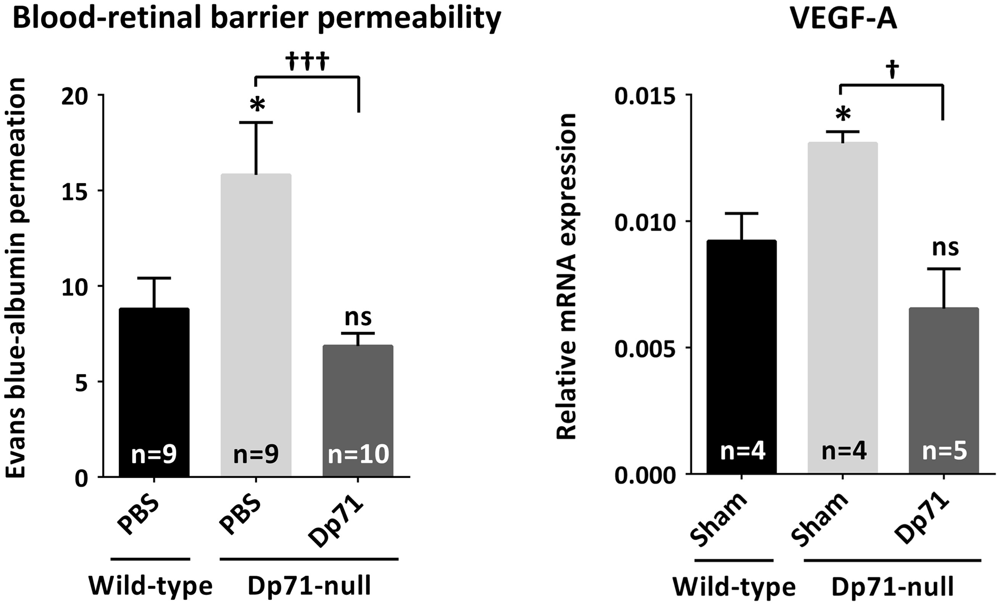 Blood-retinal barrier permeability
†††
Evans blue-albumin permeation
20
15
10
5
0
*
ns
n=9
n=9
n=10
PBS
PBS
Dp71
Wild-type
Dp71-null
VEGF-A
†
Relative mRNA expression
0.015
0.010
0.005
0.000
*
ns
n=4
n=4
n=5
Sham
Sham
Dp71
Wild-type
Dp71-null